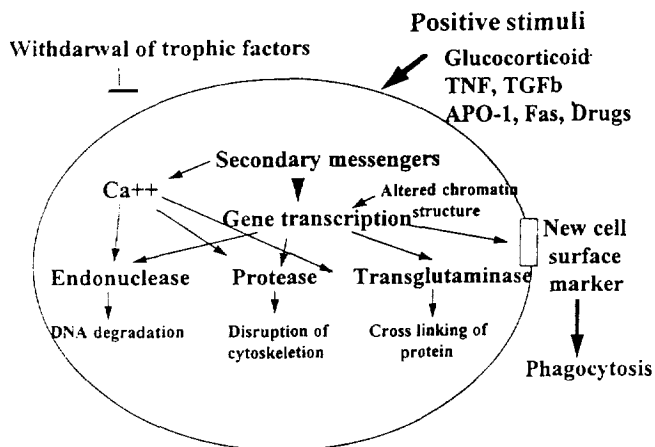 Positive stimuli
Withdarwal of trophic factors
Glucocorticoid
TNF, TGFb
APO-1, Fas, Drugs
Secondary messengers
Ca++
Altered chromatin
structure
Gene transcription
New cell
surface
marker
Endonuclease
Protease
Transglutaminase
DNA degradation
Disruption of
cytoskeletion
Cross linking of
protein
Phagocytosis